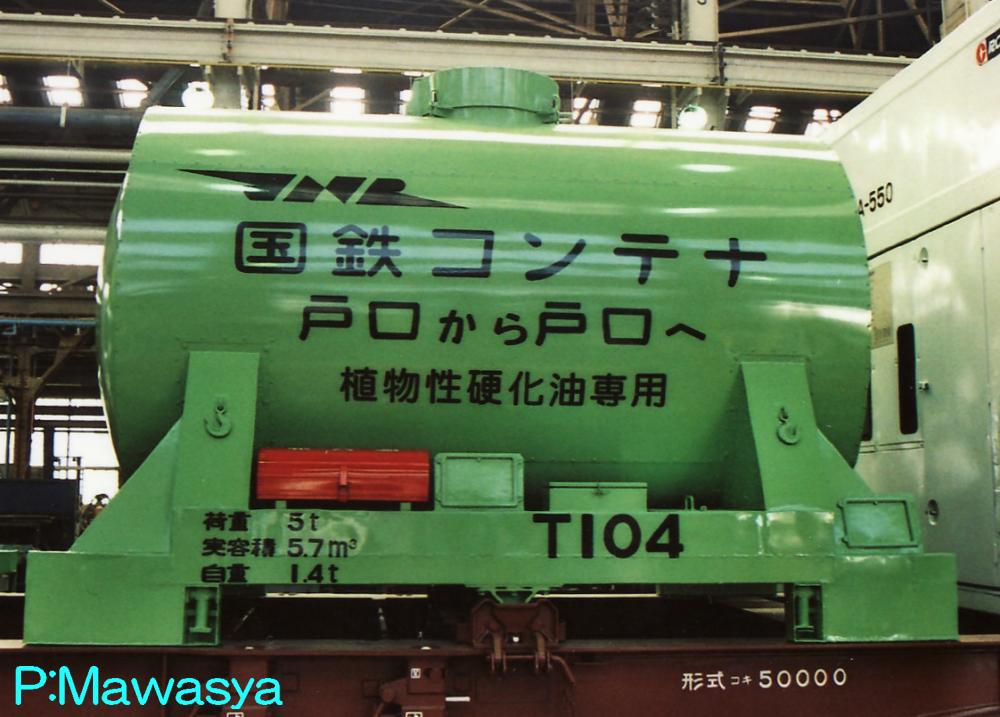 JNR
国鉄コンテナ
戸口から戸口へ
植物性硬化油専用
荷重 5t
実容積 5.7m³
自重 1.4t
T104
A-550
形式コキ50000
P:Mawasya